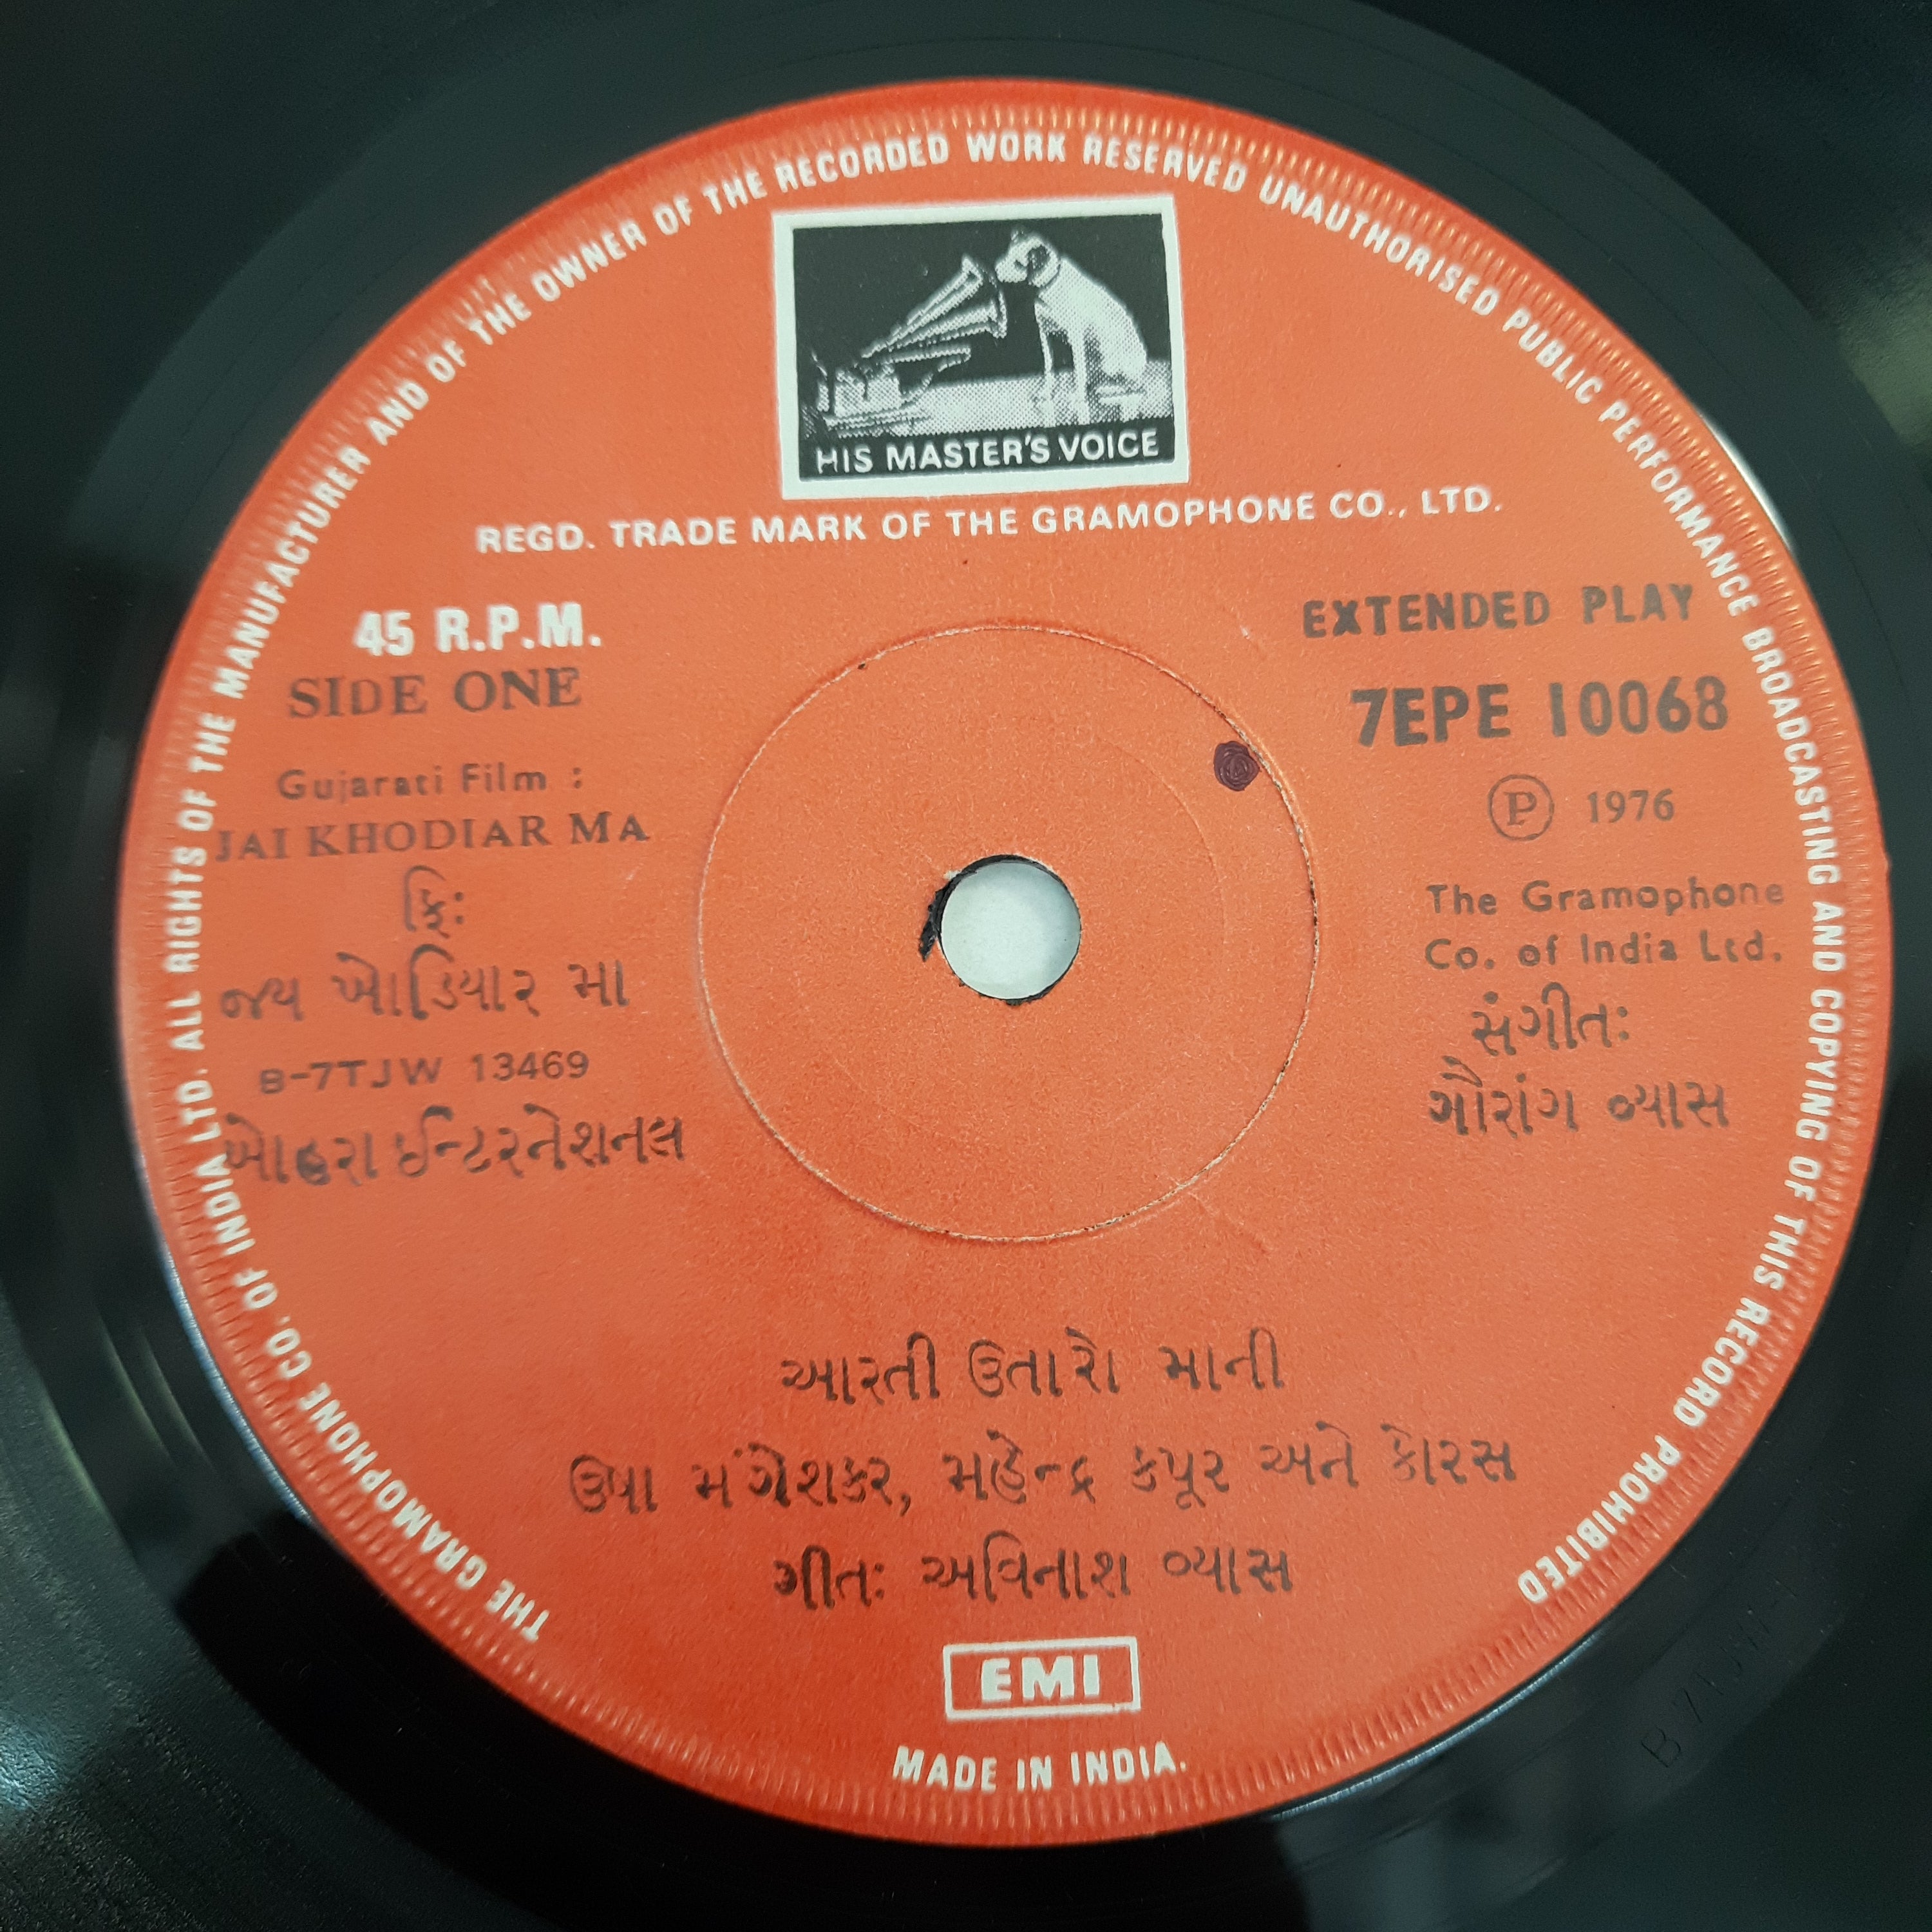 THE GRAMOPHONE CO. OF INDIA LTD. ALL RIGHTS OF THE MANUFACTURER AND OF THE OWNER OF THE RECORDED WORK RESERVED UNAUTHORISED PUBLIC PERFORMANCE BROADCASTING AND COPYING OF THIS RECORD PROHIBITED
HIS MASTER'S VOICE
REGD. TRADE MARK OF THE GRAMOPHONE CO., LTD.
45 R.P.M.
SIDE ONE
Gujarati Film :
JAI KHODIAR MA
ફિ:
જય ખોડિયાર મા
B-7TJW 13469
ખોહરા ઈન્ટરનેશનલ
EXTENDED PLAY
7EPE 10068
Ⓟ 1976
The Gramophone
Co. of India Ltd.
સંગીત:
ગૌરાંગ વ્યાસ
આરતી ઉતારો માની
ઉષા મંગેશકર, મહેન્દ્ર કપૂર અને કોરસ
ગીત: અવિનાશ વ્યાસ
EMI
MADE IN INDIA.